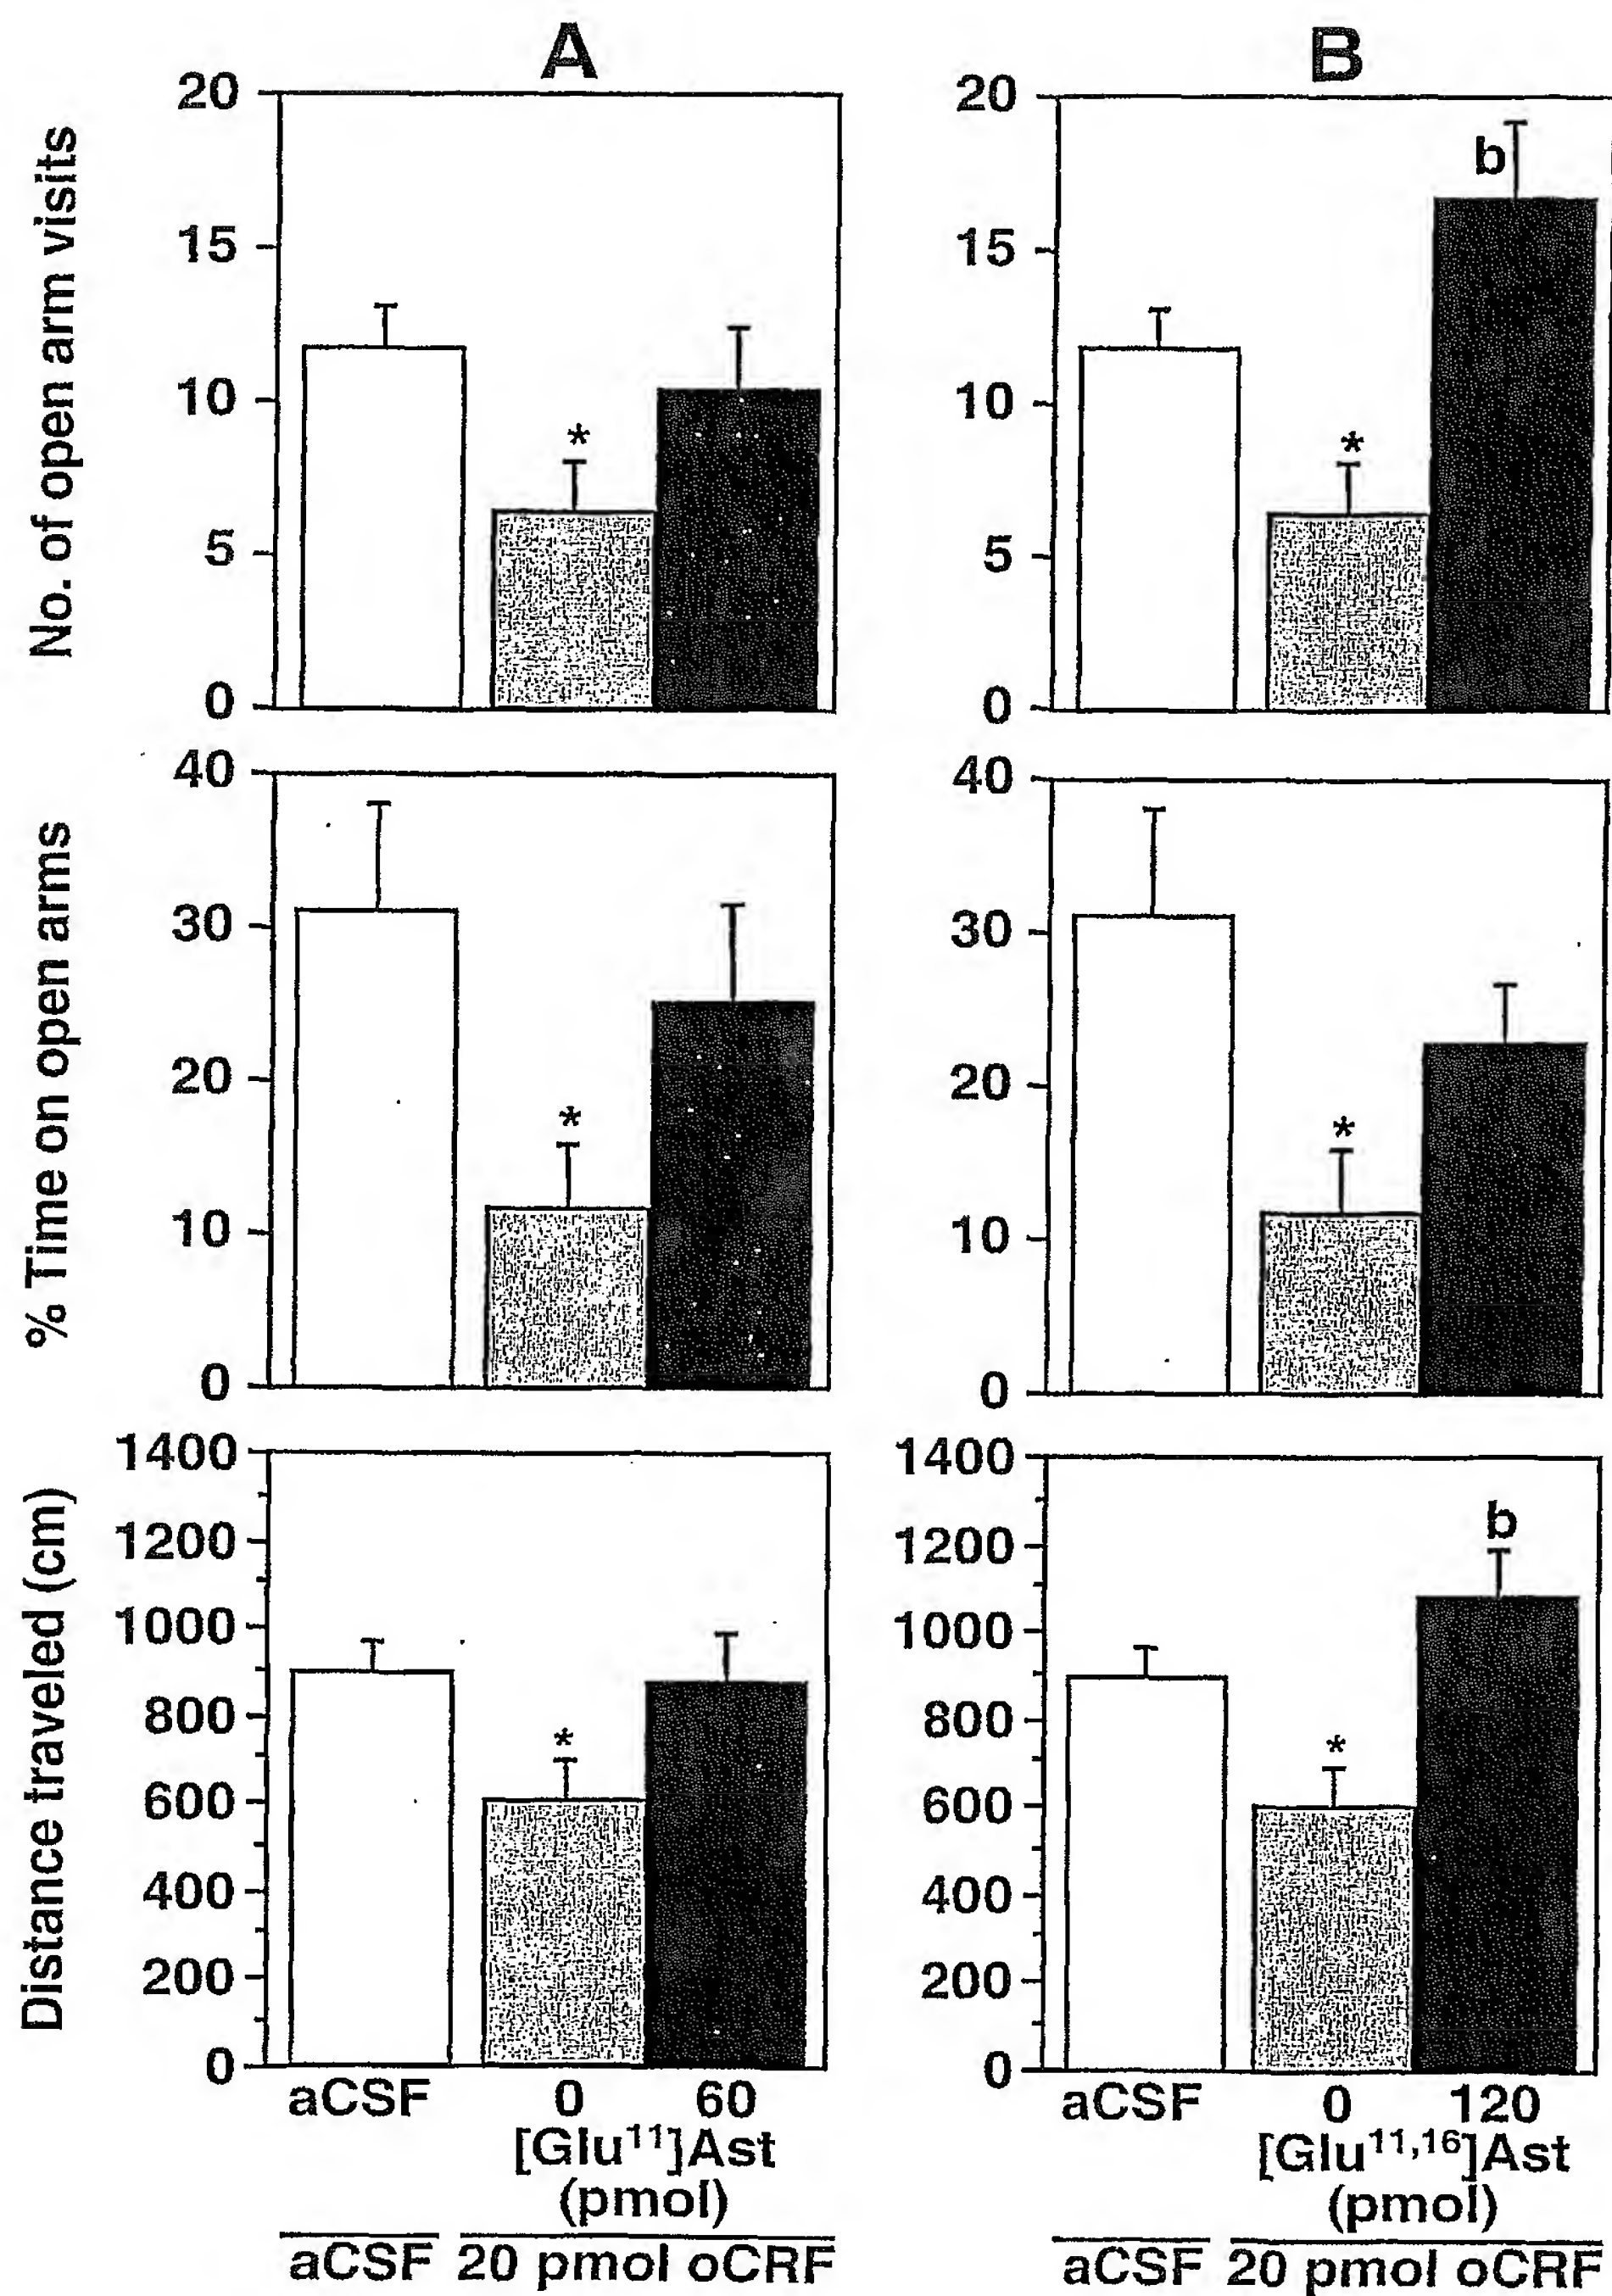 A
B
No. of open arm visits
20
15
10
5
0
*
20
15
10
5
0
*
b
% Time on open arms
40
30
20
10
0
*
40
30
20
10
0
*
Distance traveled (cm)
1400
1200
1000
800
600
400
200
0
*
1400
1200
1000
800
600
400
200
0
*
b
aCSF 0 60
[Glu¹¹]Ast
(pmol)
aCSF 20 pmol oCRF
aCSF 0 120
[Glu¹¹,¹⁶]Ast
(pmol)
aCSF 20 pmol oCRF